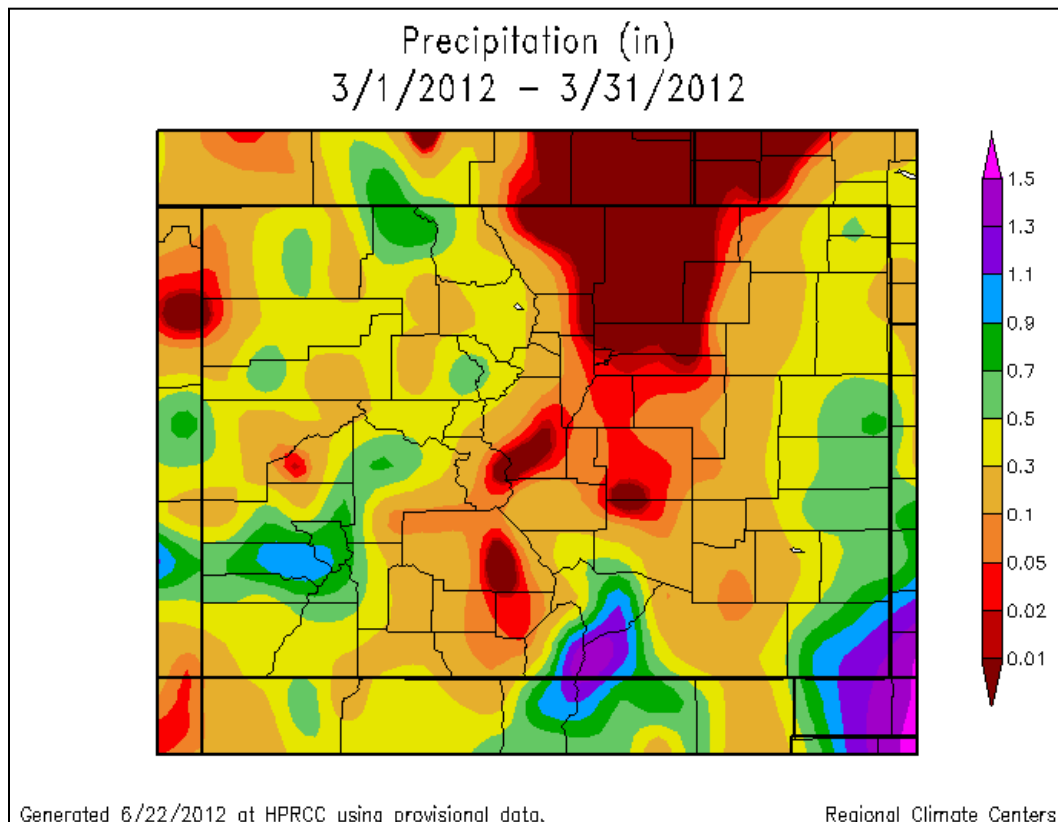 Precipitation (in)
3/1/2012 – 3/31/2012
1.5
1.3
1.1
0.9
0.7
0.5
0.3
0.1
0.05
0.02
0.01
Generated 6/22/2012 at HPRCC using provisional data.
Regional Climate Centers